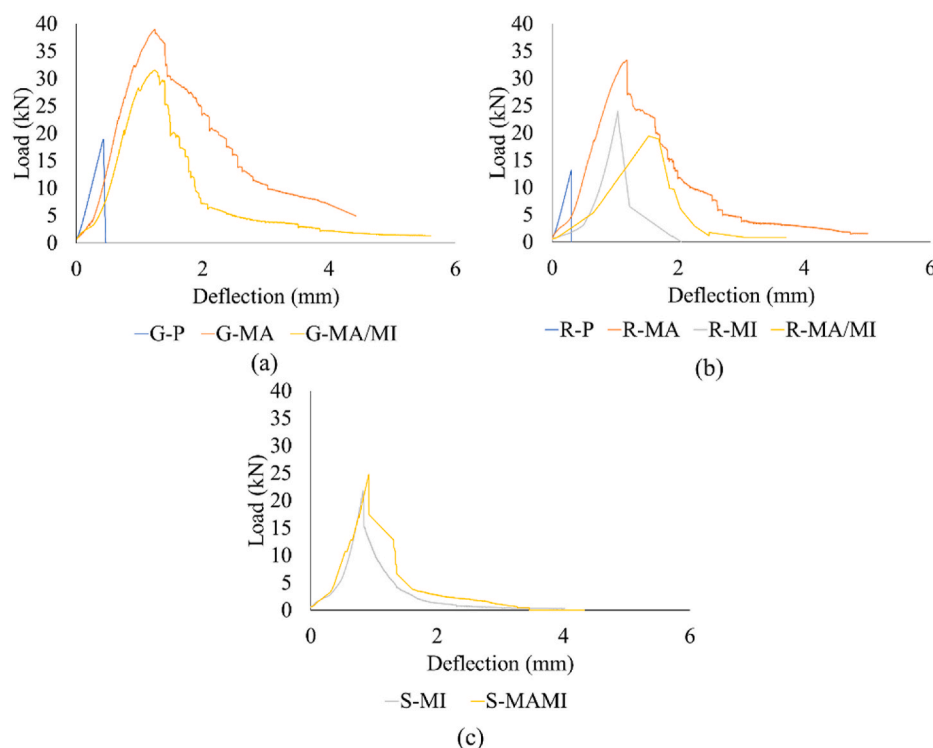 40
35
30
25
20
15
10
5
0
Load (kN)
0 2 4 6
Deflection (mm)
G-P G-MA G-MA/MI
(a)
40
35
30
25
20
15
10
5
0
Load (kN)
0 2 4 6
Deflection (mm)
R-P R-MA R-MI R-MA/MI
(b)
40
35
30
25
20
15
10
5
0
Load (kN)
0 2 4 6
Deflection (mm)
S-MI S-MAMI
(c)